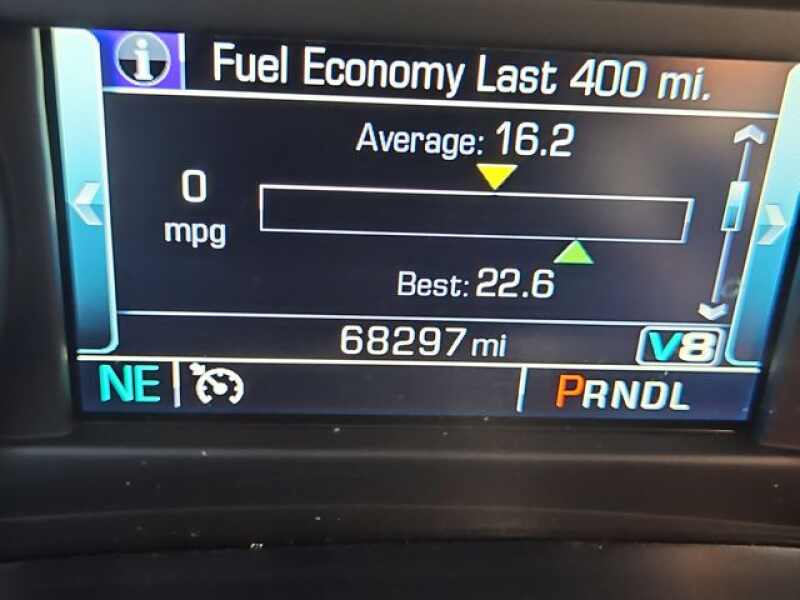 i Fuel Economy Last 400 mi.
Average: 16.2
0
mpg
Best: 22.6
68297 mi V8
NE PRNDL